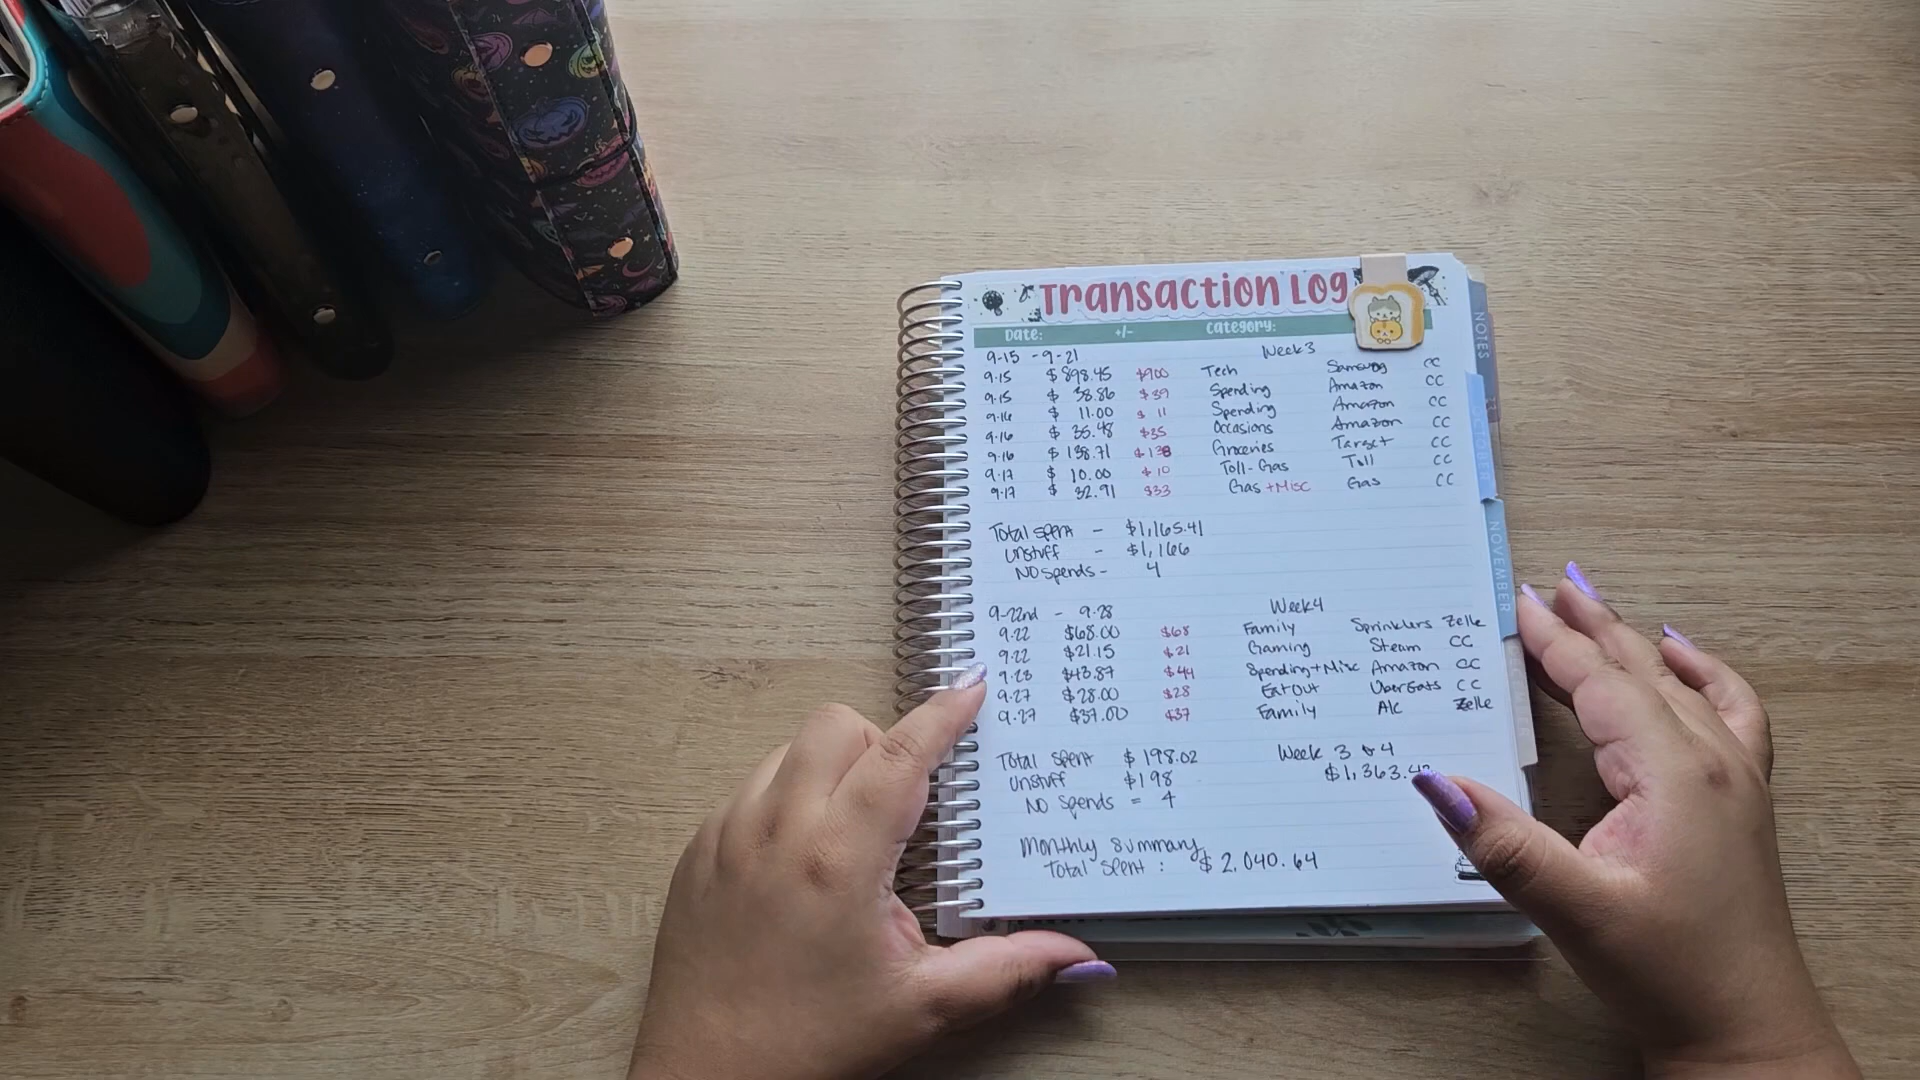 Transaction Log
Date: +/- Category:
9-15 - 9-21 Week 3
9.15 $898.45 $900 Tech Samsung CC
9.15 $ 38.86 $39 Spending Amazon CC
9.16 $ 11.00 $ 11 Spending Amazon CC
9.16 $ 35.48 $35 Occasions Amazon CC
9.16 $ 138.71 $138 Groceries Target CC
9.17 $ 10.00 $10 Toll-Gas Toll CC
9.17 $ 32.91 $33 Gas +Misc Gas CC
Total spent - $1,165.41
Unstuff - $1,166
NO Spends - 4
9-22nd - 9.28 Week 4
9.22 $68.00 $68 Family Sprinklers Zelle
9.22 $21.15 $21 Gaming Steam CC
9.23 $43.87 $44 Spending+Misc Amazon CC
9.27 $28.00 $28 Eat Out Uber Eats CC
9.27 $37.00 $37 Family A/c Zelle
Total Spent $ 198.02 Week 3 & 4
Unstuff $198 $1,363.43
NO Spends = 4
Monthly Summary
Total Spent: $2,040.64
NOTES
OCTOBER
NOVEMBER